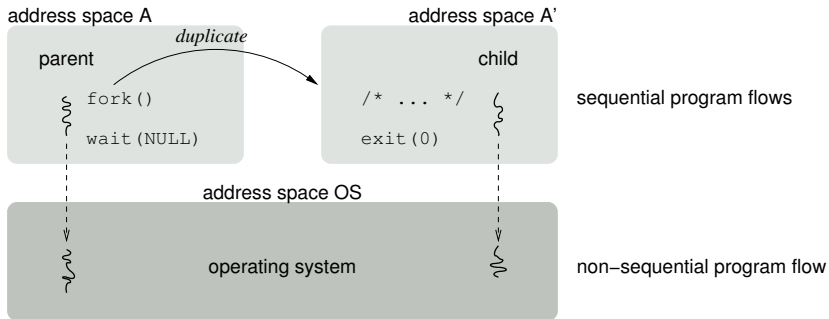 address space A
address space A'
duplicate
parent
child
fork()
/* ... */
sequential program flows
wait(NULL)
exit(0)
address space OS
operating system
non−sequential program flow